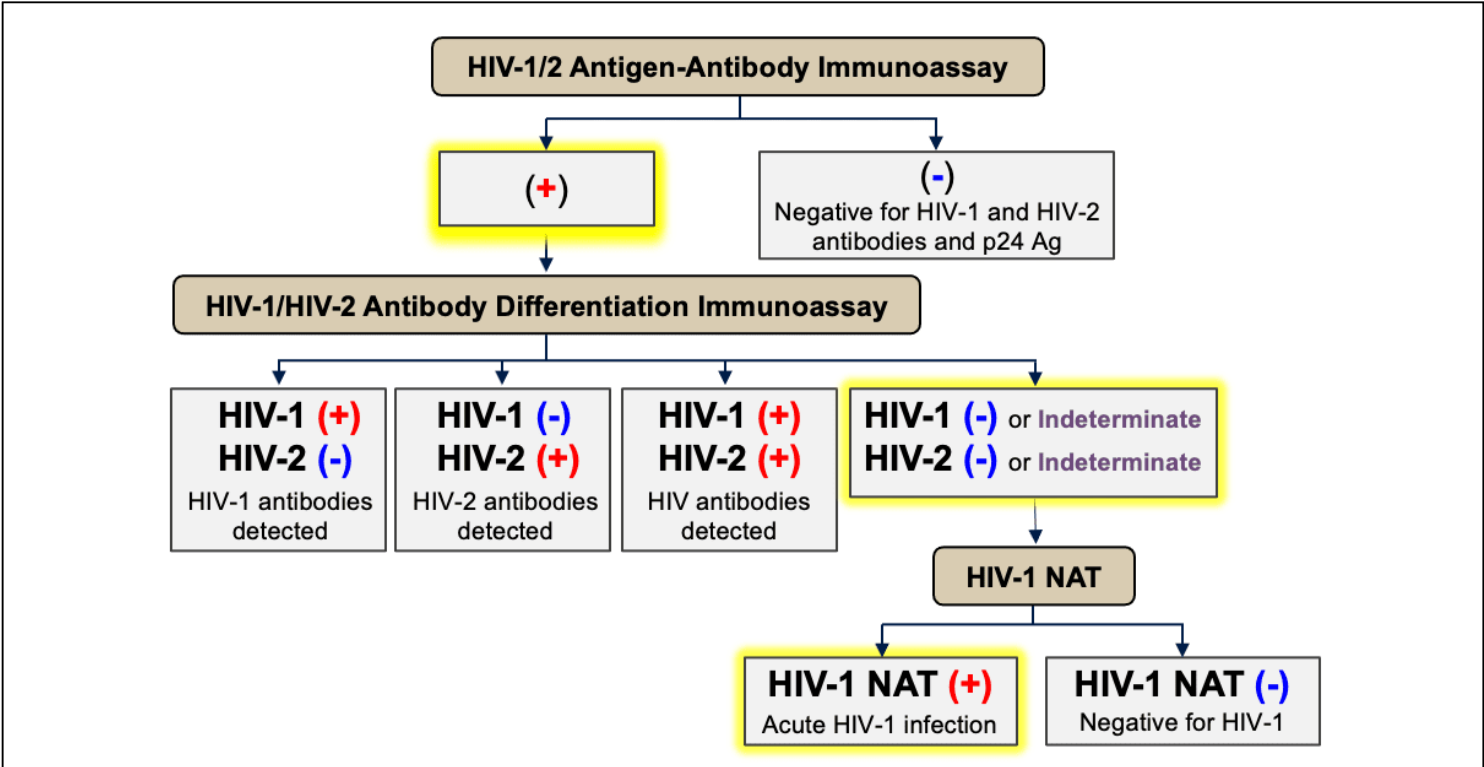 HIV-1/2 Antigen-Antibody Immunoassay
(+)
(-)
Negative for HIV-1 and HIV-2
antibodies and p24 Ag
HIV-1/HIV-2 Antibody Differentiation Immunoassay
HIV-1 (+)
HIV-2 (-)
HIV-1 antibodies
detected
HIV-1 (-)
HIV-2 (+)
HIV-2 antibodies
detected
HIV-1 (+)
HIV-2 (+)
HIV antibodies
detected
HIV-1 (-) or Indeterminate
HIV-2 (-) or Indeterminate
HIV-1 NAT
HIV-1 NAT (+)
Acute HIV-1 infection
HIV-1 NAT (-)
Negative for HIV-1